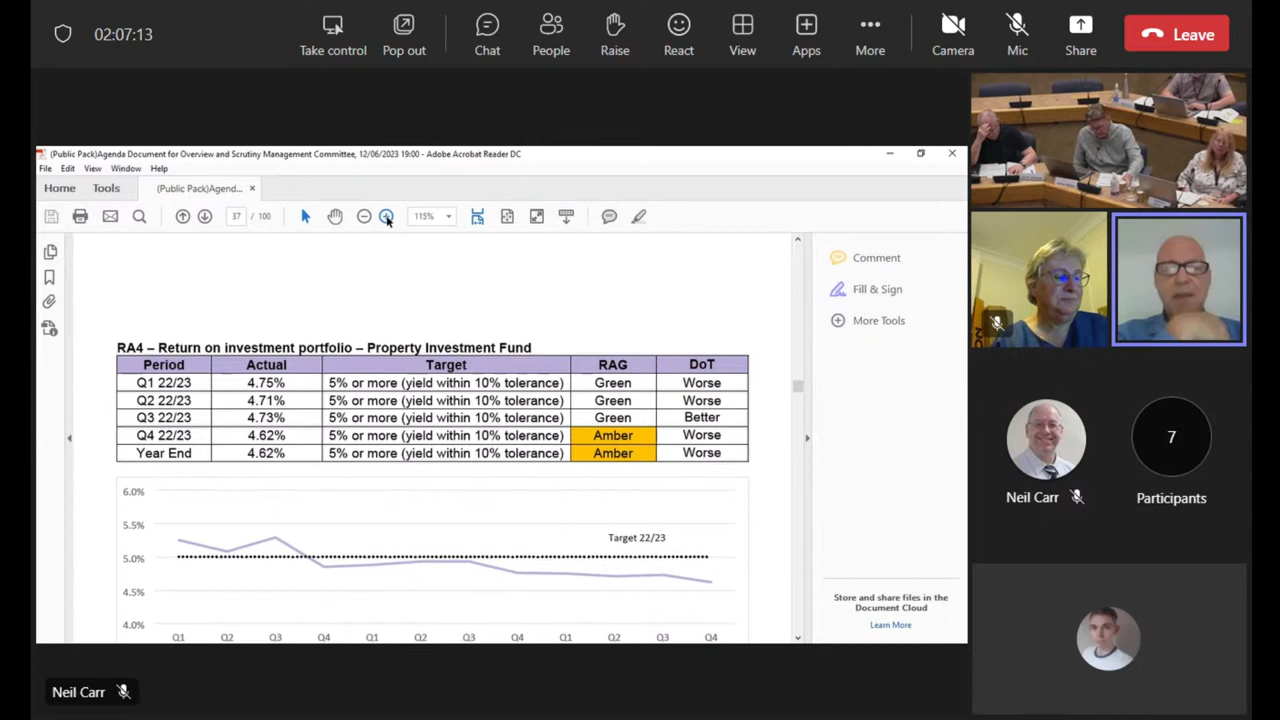 02:07:13
Take control
Pop out
Chat
People
Raise
React
View
Apps
More
Camera
Mic
Share
Leave
(Public Pack)Agenda Document for Overview and Scrutiny Management Committee, 12/06/2023 19:00 - Adobe Acrobat Reader DC
File Edit View Window Help
Home Tools (Public Pack)Agend... ×
37 / 100 115%
RA4 – Return on investment portfolio – Property Investment Fund
Period Actual Target RAG DoT
Q1 22/23 4.75% 5% or more (yield within 10% tolerance) Green Worse
Q2 22/23 4.71% 5% or more (yield within 10% tolerance) Green Worse
Q3 22/23 4.73% 5% or more (yield within 10% tolerance) Green Better
Q4 22/23 4.62% 5% or more (yield within 10% tolerance) Amber Worse
Year End 4.62% 5% or more (yield within 10% tolerance) Amber Worse
6.0%
5.5%
Target 22/23
5.0%
4.5%
4.0%
Q1 Q2 Q3 Q4 Q1 Q2 Q3 Q4 Q1 Q2 Q3 Q4
Comment
Fill & Sign
More Tools
Store and share files in the
Document Cloud
Learn More
Neil Carr
7
Participants
Neil Carr